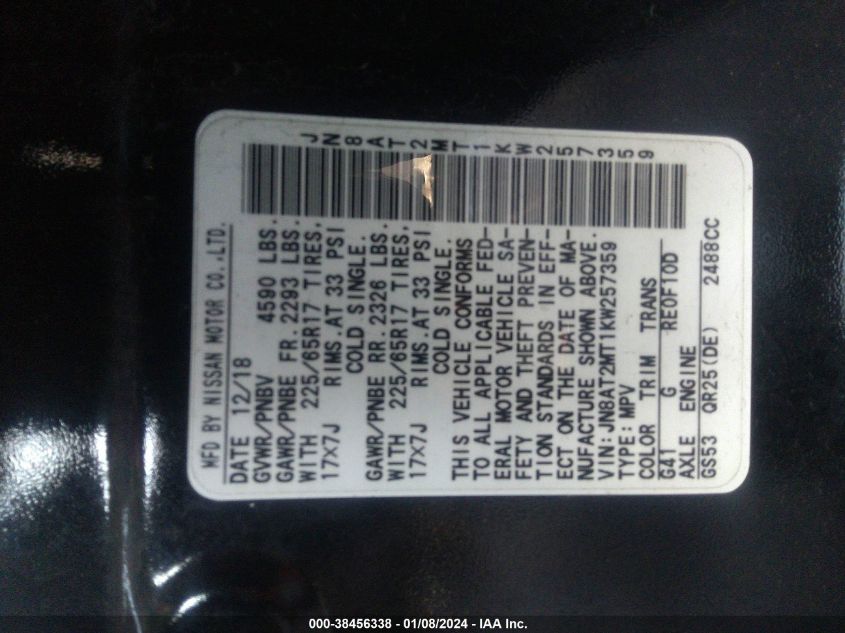 MFD BY NISSAN MOTOR CO.,LTD.
DATE 12/18
GVWR/PNBV 4590 LBS.
GAWR/PNBE FR. 2293 LBS.
WITH 225/65R17 TIRES.
17X7J RIMS. AT 33 PSI
COLD SINGLE.
GAWR/PNBE RR. 2326 LBS.
WITH 225/65R17 TIRES.
17X7J RIMS. AT 33 PSI
COLD SINGLE.
THIS VEHICLE CONFORMS
TO ALL APPLICABLE FED-
ERAL MOTOR VEHICLE SA-
FETY AND THEFT PREVEN-
TION STANDARDS IN EFF-
ECT ON THE DATE OF MA-
NUFACTURE SHOWN ABOVE.
VIN: JN8AT2MT1KW257359
TYPE: MPV
COLOR TRIM TRANS
G41 G RE0F10D
AXLE ENGINE
GS53 QR25(DE) 2488CC
JN8AT2MT1KW257359
000-38456338 - 01/08/2024 - IAA Inc.